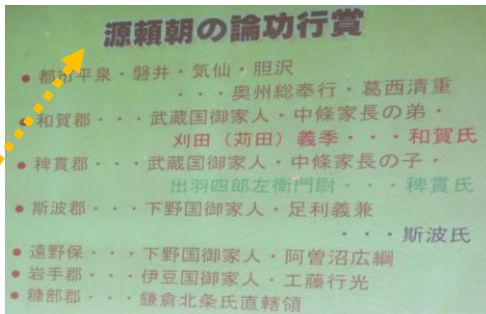 源頼朝の論功行賞
● 都市平泉・磐井・気仙・胆沢
・・・奥州総奉行・葛西清重
● 和賀郡・・・武蔵国御家人・中條家長の弟・
刈田（苅田）義季・・・和賀氏
● 稗貫郡・・・武蔵国御家人・中條家長の子・
出羽四郎左衛門尉・・・稗貫氏
● 斯波郡・・・下野国御家人・足利義兼
・・・斯波氏
● 遠野保・・・下野国御家人・阿曽沼広綱
● 岩手郡・・・伊豆国御家人・工藤行光
● 糠部郡・・・鎌倉北条氏直轄領